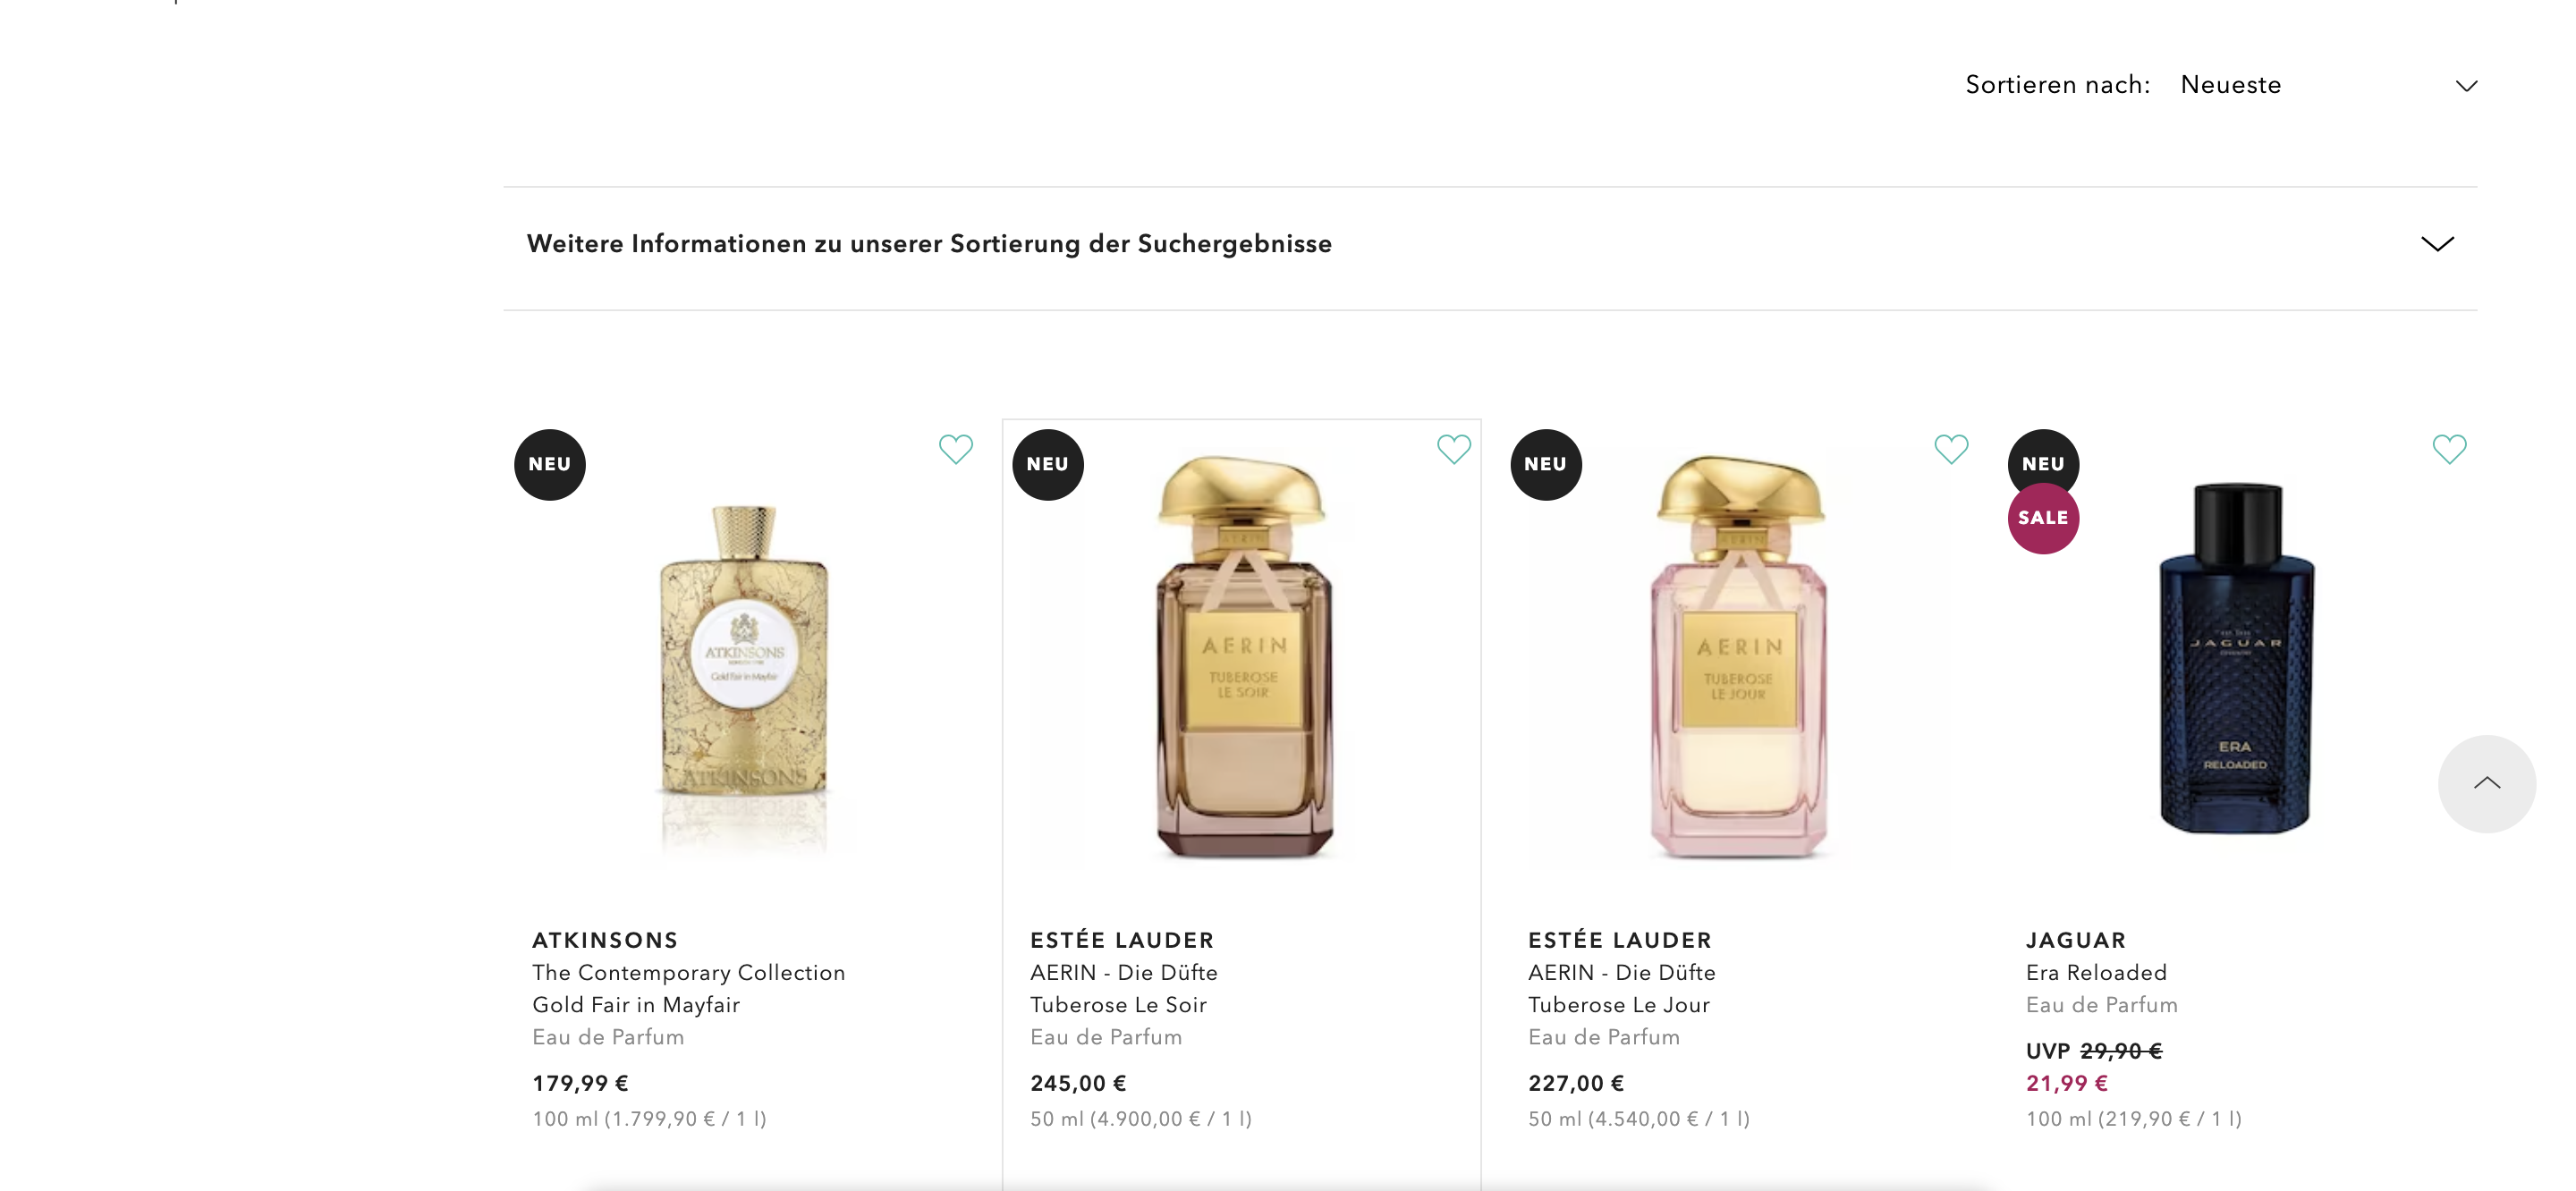 Sortieren nach: Neueste
Weitere Informationen zu unserer Sortierung der Suchergebnisse
NEU
NEU
NEU
NEU
SALE
ATKINSONS
Gold Fair in Mayfair
ATKINSONS
AERIN
AERIN
TUBEROSE
LE SOIR
AERIN
AERIN
TUBEROSE
LE JOUR
JAGUAR
ERA
RELOADED
ATKINSONS
The Contemporary Collection
Gold Fair in Mayfair
Eau de Parfum
179,99 €
100 ml (1.799,90 € / 1 l)
ESTÉE LAUDER
AERIN - Die Düfte
Tuberose Le Soir
Eau de Parfum
245,00 €
50 ml (4.900,00 € / 1 l)
ESTÉE LAUDER
AERIN - Die Düfte
Tuberose Le Jour
Eau de Parfum
227,00 €
50 ml (4.540,00 € / 1 l)
JAGUAR
Era Reloaded
Eau de Parfum
UVP 29,90 €
21,99 €
100 ml (219,90 € / 1 l)